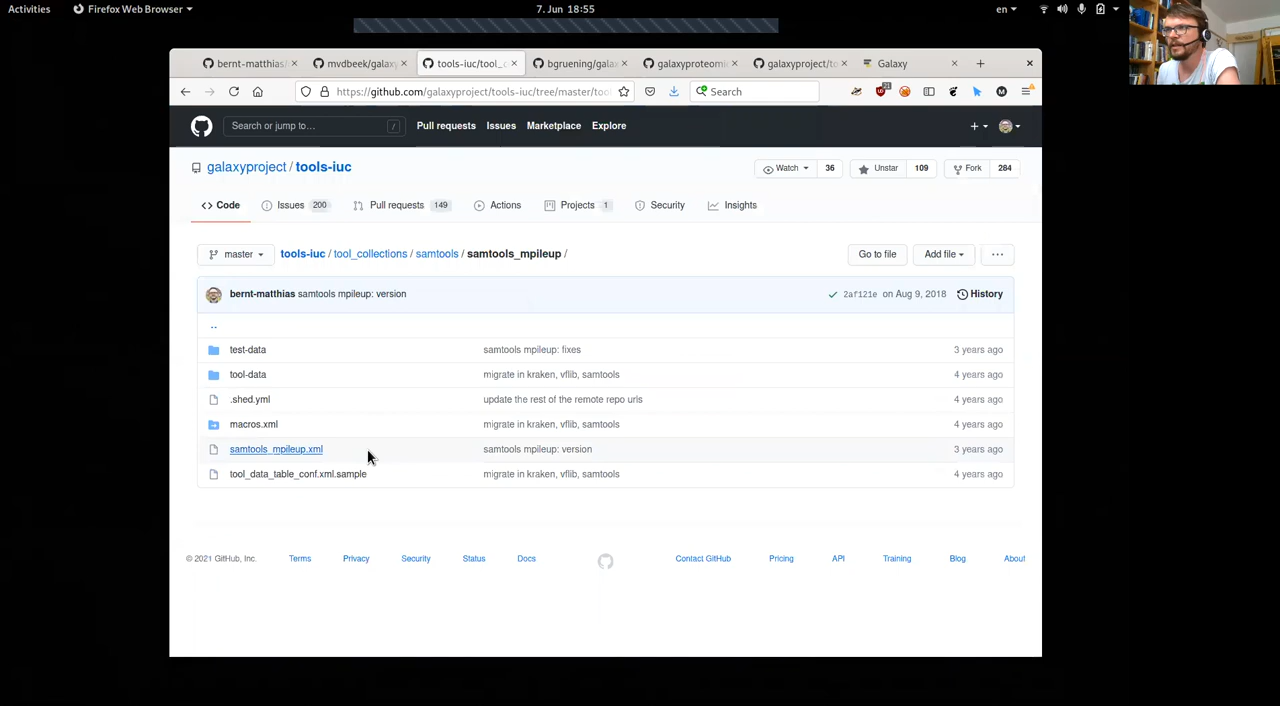 Activities Firefox Web Browser 7. Jun 18:55 en
bernt-matthias/ mvdbeek/galaxy tools-iuc/tool_c bgruening/gala galaxyproteomi galaxyproject/to Galaxy
https://github.com/galaxyproject/tools-iuc/tree/master/tool Search 21
Search or jump to… / Pull requests Issues Marketplace Explore
galaxyproject / tools-iuc Watch 36 Unstar 109 Fork 284
Code Issues 200 Pull requests 149 Actions Projects 1 Security Insights
master tools-iuc / tool_collections / samtools / samtools_mpileup / Go to file Add file ...
bernt-matthias samtools mpileup: version 2af121e on Aug 9, 2018 History
..
test-data samtools mpileup: fixes 3 years ago
tool-data migrate in kraken, vflib, samtools 4 years ago
.shed.yml update the rest of the remote repo urls 4 years ago
macros.xml migrate in kraken, vflib, samtools 4 years ago
samtools_mpileup.xml samtools mpileup: version 3 years ago
tool_data_table_conf.xml.sample migrate in kraken, vflib, samtools 4 years ago
© 2021 GitHub, Inc. Terms Privacy Security Status Docs Contact GitHub Pricing API Training Blog About